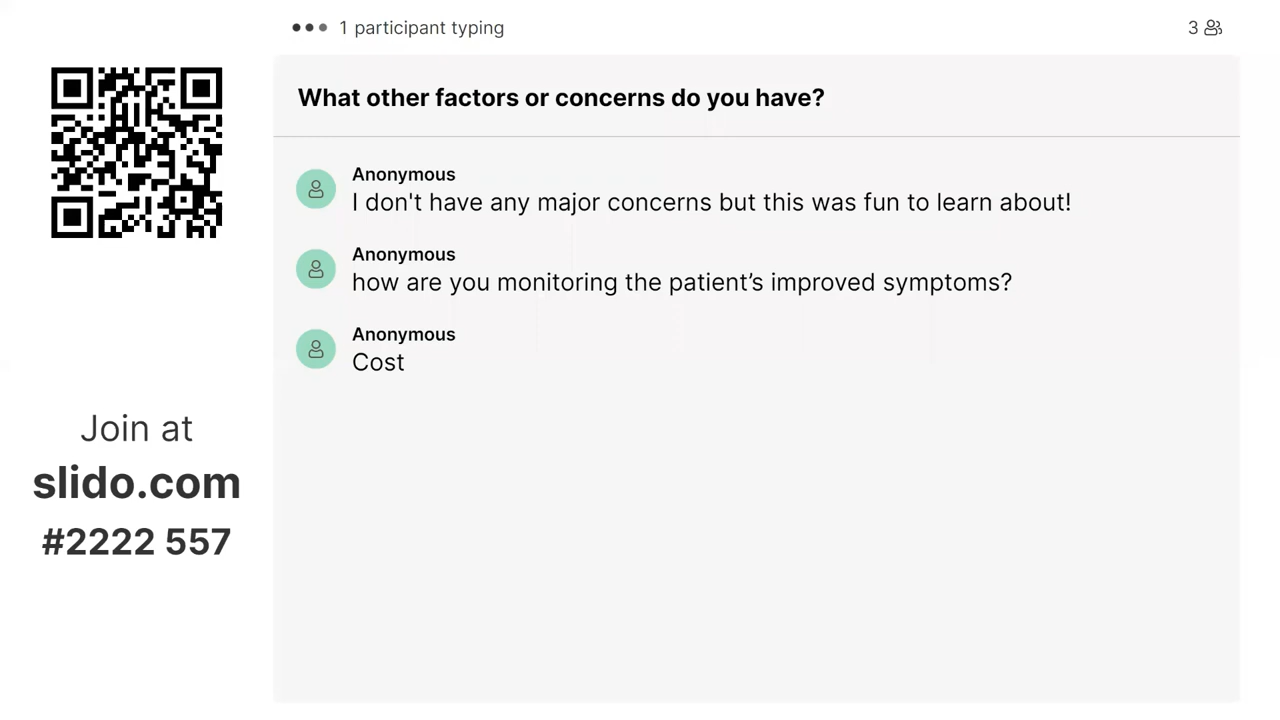 1 participant typing
3
What other factors or concerns do you have?
Anonymous
I don't have any major concerns but this was fun to learn about!
Anonymous
how are you monitoring the patient’s improved symptoms?
Anonymous
Cost
Join at
slido.com
#2222 557